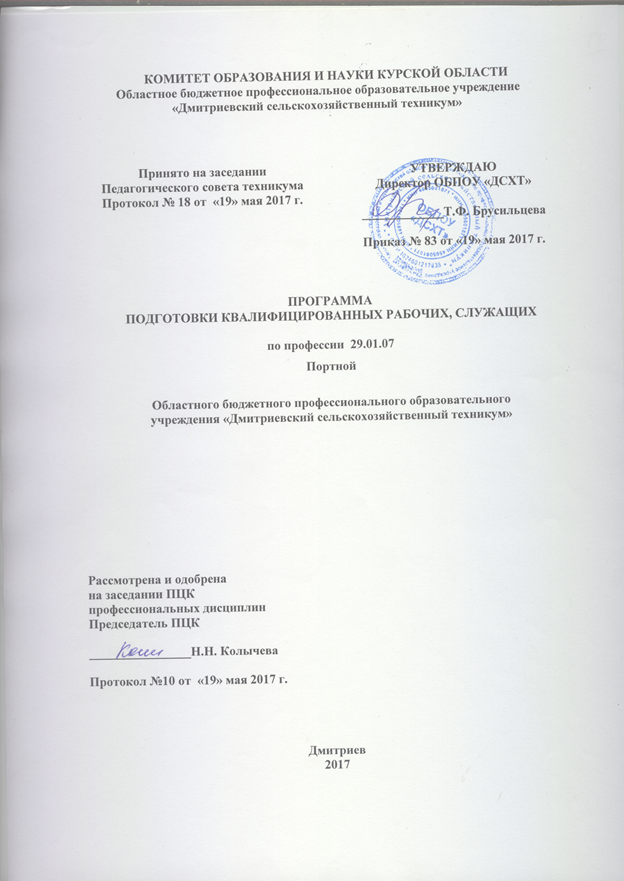 КОМИТЕТ ОБРАЗОВАНИЯ И НАУКИ КУРСКОЙ ОБЛАСТИ
Областное бюджетное профессиональное образовательное учреждение
«Дмитриевский сельскохозяйственный техникум»
Принято на заседании
Педагогического совета техникума
Протокол № 18 от «19» мая 2017 г.
УТВЕРЖДАЮ
Директор ОБПОУ «ДСХТ»
Т.Ф. Брусильцева
Приказ № 83 от «19» мая 2017 г.
ОБПОУ
«ДСХТ»
ПРОГРАММА
ПОДГОТОВКИ КВАЛИФИЦИРОВАННЫХ РАБОЧИХ, СЛУЖАЩИХ
по профессии 29.01.07
Портной
Областного бюджетного профессионального образовательного
учреждения «Дмитриевский сельскохозяйственный техникум»
Рассмотрена и одобрена
на заседании ПЦК
профессиональных дисциплин
Председатель ПЦК
Н.Н. Колычева
Протокол №10 от «19» мая 2017 г.
Дмитриев
2017